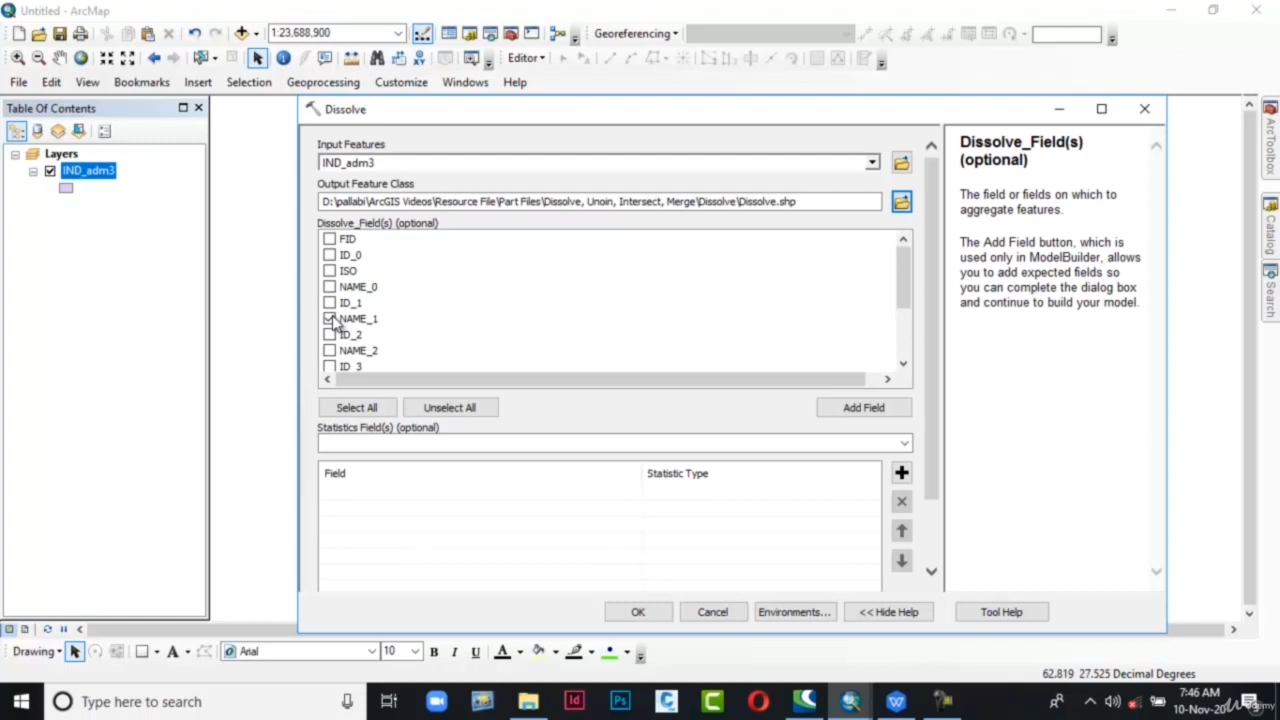 Untitled - ArcMap
1:23,688,900
Georeferencing
Editor
File Edit View Bookmarks Insert Selection Geoprocessing Customize Windows Help
Table Of Contents
Layers
IND_adm3
Dissolve
Input Features
IND_adm3
Output Feature Class
D:\pallabi\ArcGIS Videos\Resource File\Part Files\Dissolve, Unoin, Intersect, Merge\Dissolve\Dissolve.shp
Dissolve_Field(s) (optional)
FID
ID_0
ISO
NAME_0
ID_1
NAME_1
ID_2
NAME_2
ID_3
Select All Unselect All Add Field
Statistics Field(s) (optional)
Field Statistic Type
OK Cancel Environments... << Hide Help Tool Help
Dissolve_Field(s)
(optional)
The field or fields on which to
aggregate features.
The Add Field button, which is
used only in ModelBuilder, allows
you to add expected fields so
you can complete the dialog box
and continue to build your model.
ArcToolbox
Catalog
Search
Drawing Arial 10 B I U A
62.819 27.525 Decimal Degrees
Type here to search
7:46 AM
10-Nov-20
Udemy